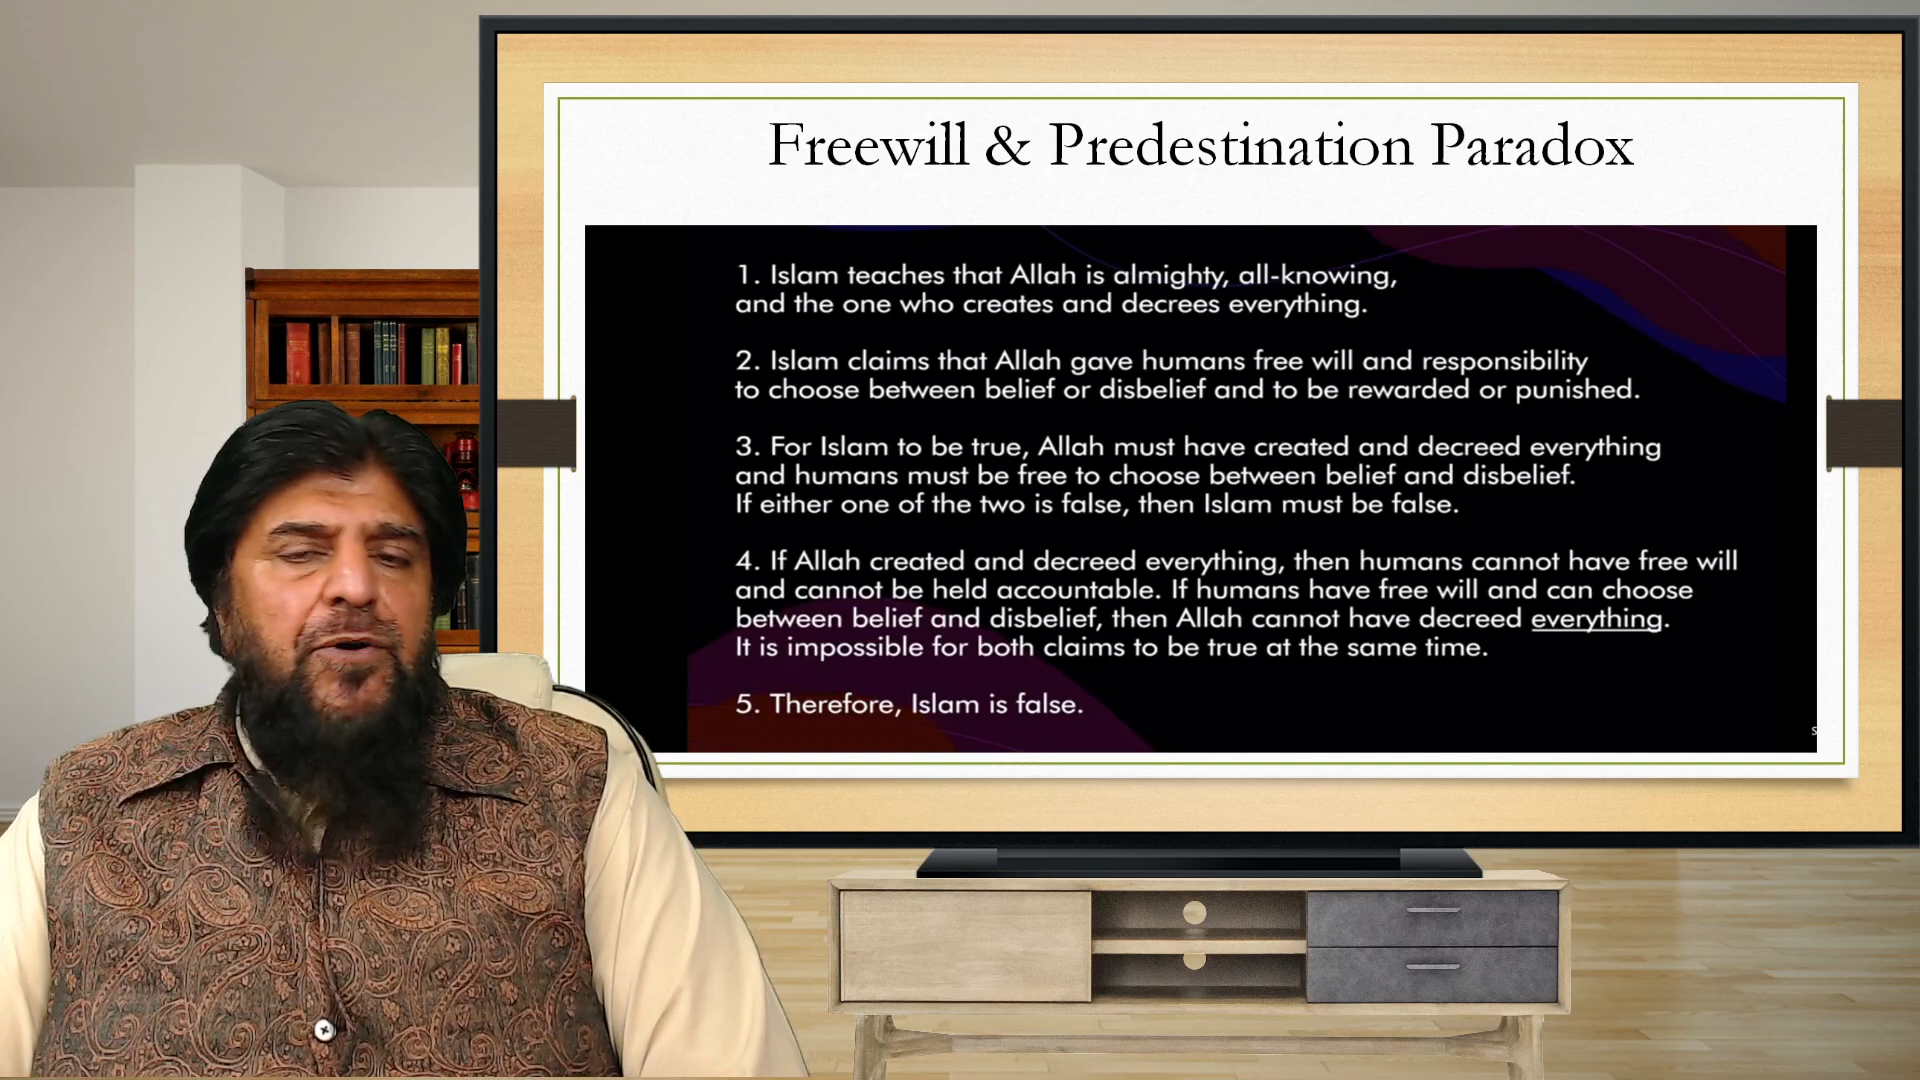 Freewill & Predestination Paradox
1. Islam teaches that Allah is almighty, all-knowing,
and the one who creates and decrees everything.
2. Islam claims that Allah gave humans free will and responsibility
to choose between belief or disbelief and to be rewarded or punished.
3. For Islam to be true, Allah must have created and decreed everything
and humans must be free to choose between belief and disbelief.
If either one of the two is false, then Islam must be false.
4. If Allah created and decreed everything, then humans cannot have free will
and cannot be held accountable. If humans have free will and can choose
between belief and disbelief, then Allah cannot have decreed everything.
It is impossible for both claims to be true at the same time.
5. Therefore, Islam is false.
s